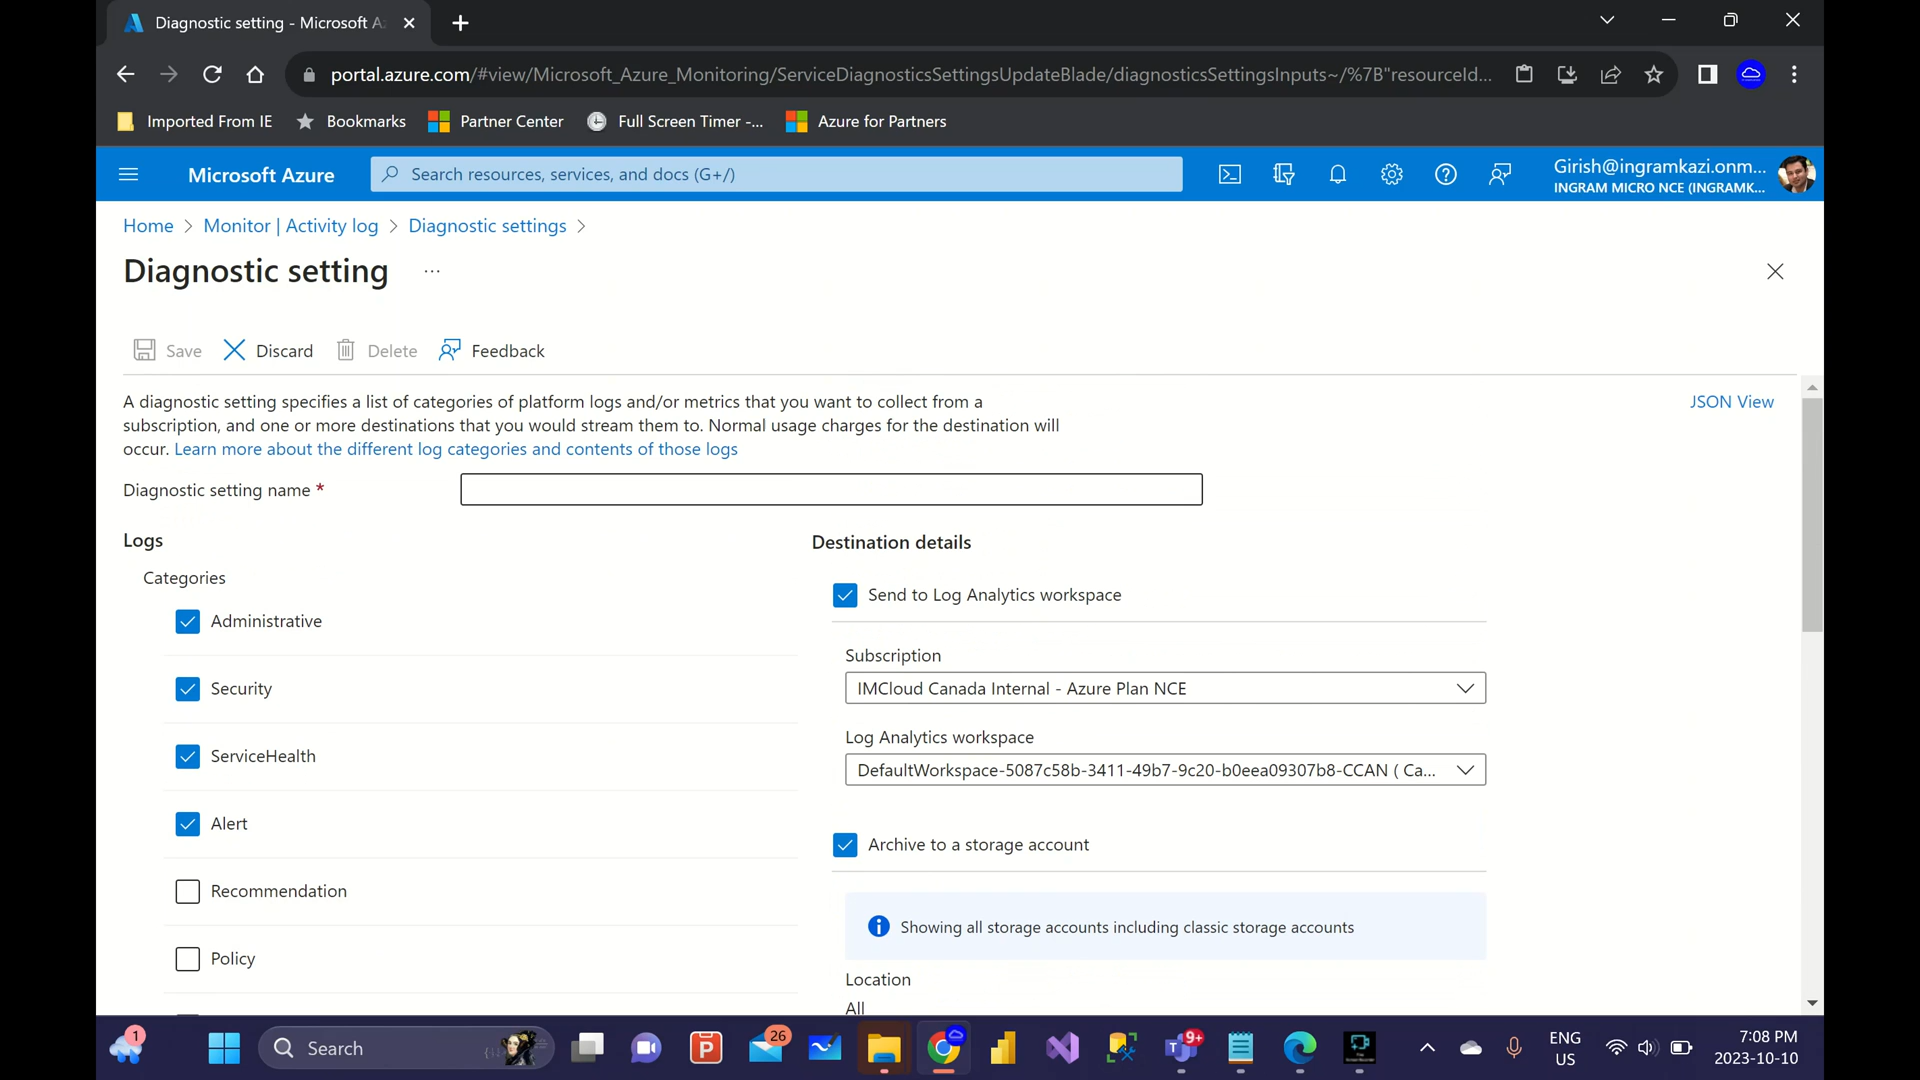 Diagnostic setting - Microsoft Az
portal.azure.com/#view/Microsoft_Azure_Monitoring/ServiceDiagnosticsSettingsUpdateBlade/diagnosticsSettingsInputs~/%7B"resourceId...
Imported From IE
Bookmarks
Partner Center
Full Screen Timer -...
Azure for Partners
Microsoft Azure
Search resources, services, and docs (G+/)
Girish@ingramkazi.onm...
INGRAM MICRO NCE (INGRAMK...
Home > Monitor | Activity log > Diagnostic settings >
Diagnostic setting ...
Save
Discard
Delete
Feedback
A diagnostic setting specifies a list of categories of platform logs and/or metrics that you want to collect from a
subscription, and one or more destinations that you would stream them to. Normal usage charges for the destination will
occur. Learn more about the different log categories and contents of those logs
JSON View
Diagnostic setting name *
Logs
Categories
Administrative
Security
ServiceHealth
Alert
Recommendation
Policy
Destination details
Send to Log Analytics workspace
Subscription
IMCloud Canada Internal - Azure Plan NCE
Log Analytics workspace
DefaultWorkspace-5087c58b-3411-49b7-9c20-b0eea09307b8-CCAN ( Ca...
Archive to a storage account
Showing all storage accounts including classic storage accounts
Location
All
1
Search
26
9+
ENG
US
7:08 PM
2023-10-10